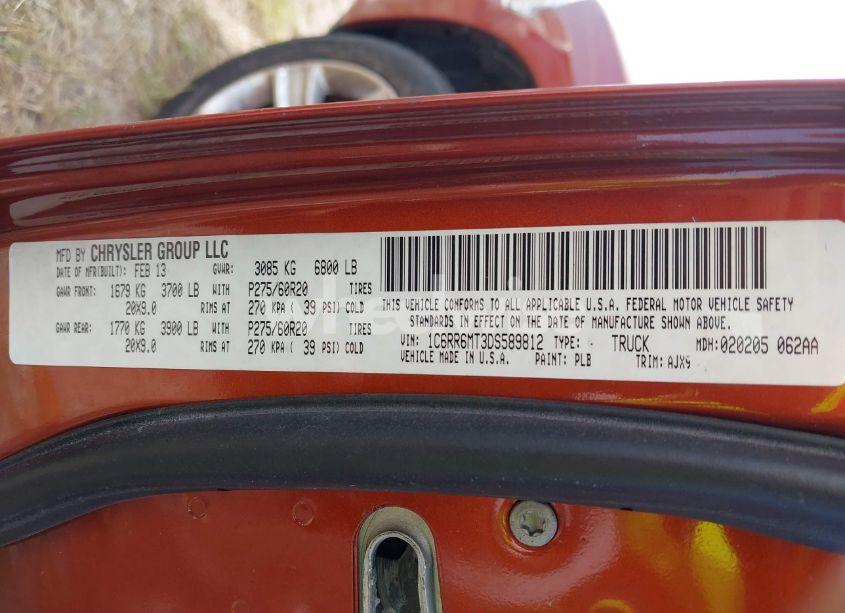 MFD BY CHRYSLER GROUP LLC
DATE OF MFR(BUILT): FEB 13 GVWR: 3085 KG 6800 LB
GAWR FRONT: 1679 KG 3700 LB WITH P275/60R20 TIRES
20X9.0 RIMS AT 270 KPA ( 39 PSI) COLD
GAWR REAR: 1770 KG 3900 LB WITH P275/60R20 TIRES
20X9.0 RIMS AT 270 KPA ( 39 PSI) COLD
THIS VEHICLE CONFORMS TO ALL APPLICABLE U.S.A. FEDERAL MOTOR VEHICLE SAFETY
STANDARDS IN EFFECT ON THE DATE OF MANUFACTURE SHOWN ABOVE.
VIN: 1C6RR6MT3DS589812 TYPE: TRUCK MDH:020205 062AA
VEHICLE MADE IN U.S.A. PAINT: PLB TRIM: AJX9